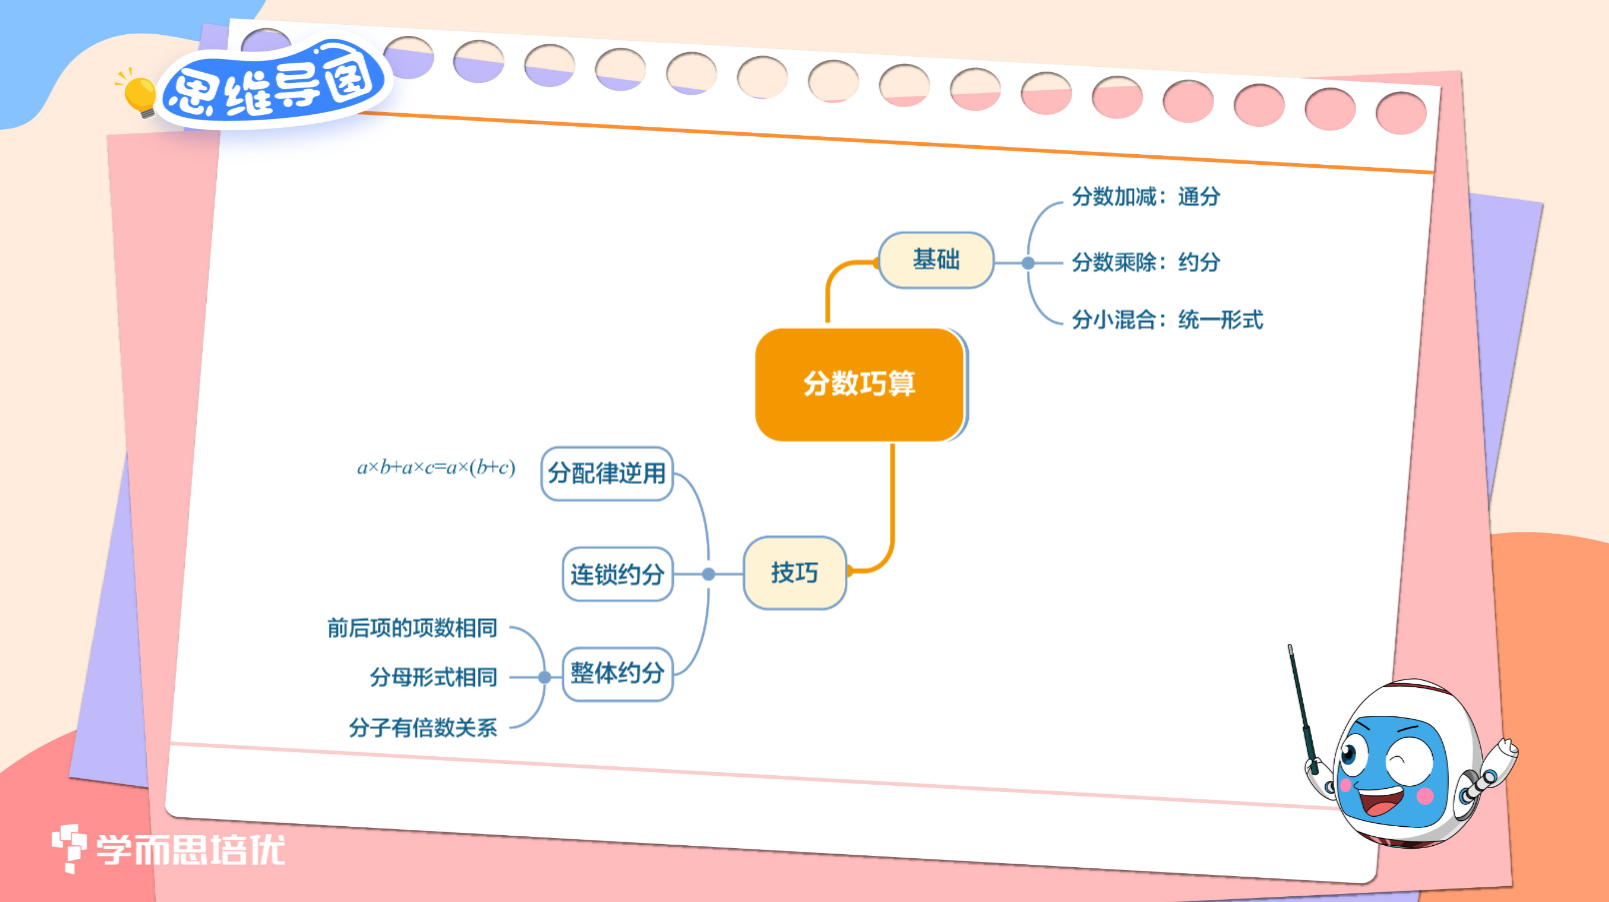 思维导图
分数加减：通分
基础
分数乘除：约分
分小混合：统一形式
分数巧算
a×b+a×c=a×(b+c)
分配律逆用
连锁约分
技巧
前后项的项数相同
整体约分
分母形式相同
分子有倍数关系
学而思培优